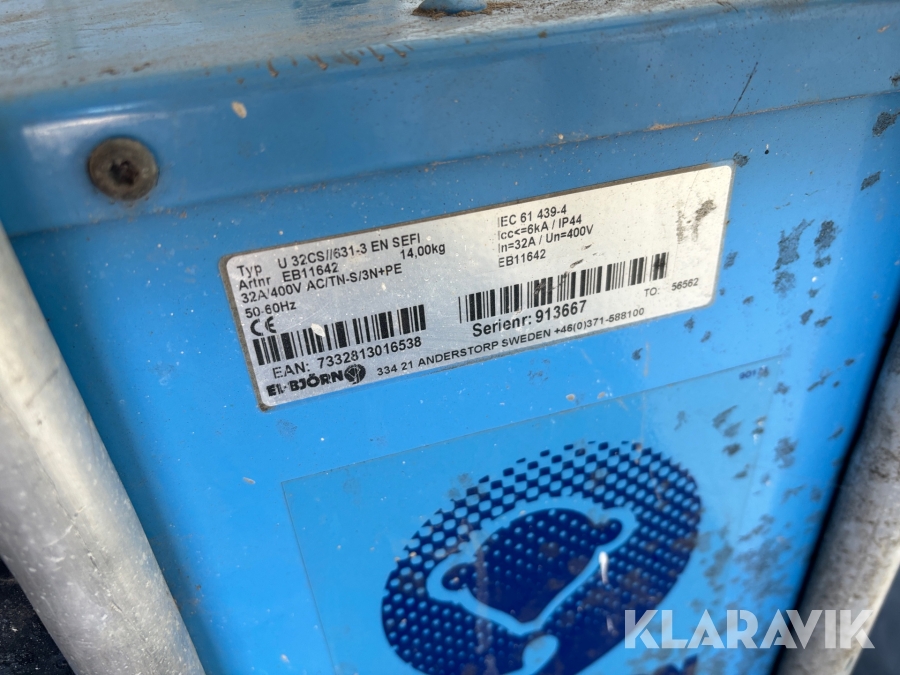 Typ U 32CS//631-3 EN SEFI
Artnr EB11642 14,00kg
32A/400V AC/TN-S/3N+PE
50-60Hz
CE
EAN: 7332813016538
IEC 61 439-4
Icc<=6kA / IP44
In=32A / Un=400V
EB11642
Serienr: 913667
TO: 56562
EL-BJÖRN 334 21 ANDERSTORP SWEDEN +46(0)371-588100
KLARAVIK